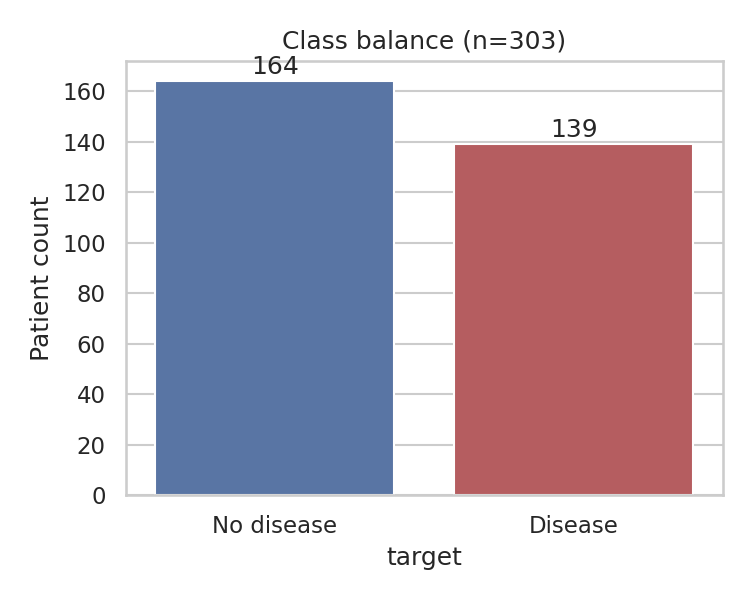 Class balance (n=303)
164
139
160
140
120
100
80
60
40
20
0
Patient count
No disease
Disease
target